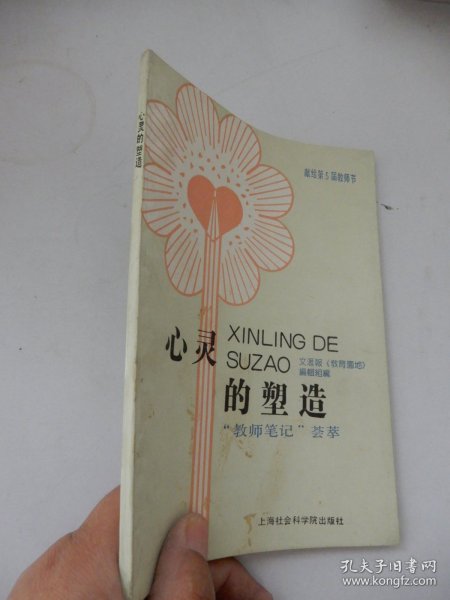 心灵的塑造
献给第5届教师节
心灵
XINLING DE
SUZAO
文汇報《教育园地》
编辑组编
的塑造
“教师笔记”荟萃
上海社会科学院出版社
孔夫子旧书网
www.kongfz.com